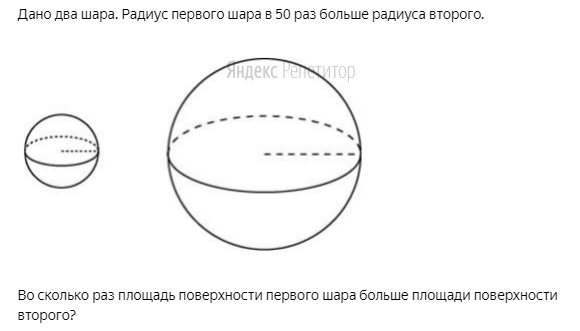 Дано два шара. Радиус первого шара в 50 раз больше радиуса второго.
Яндекс Репетитор
Во сколько раз площадь поверхности первого шара больше площади поверхности
второго?